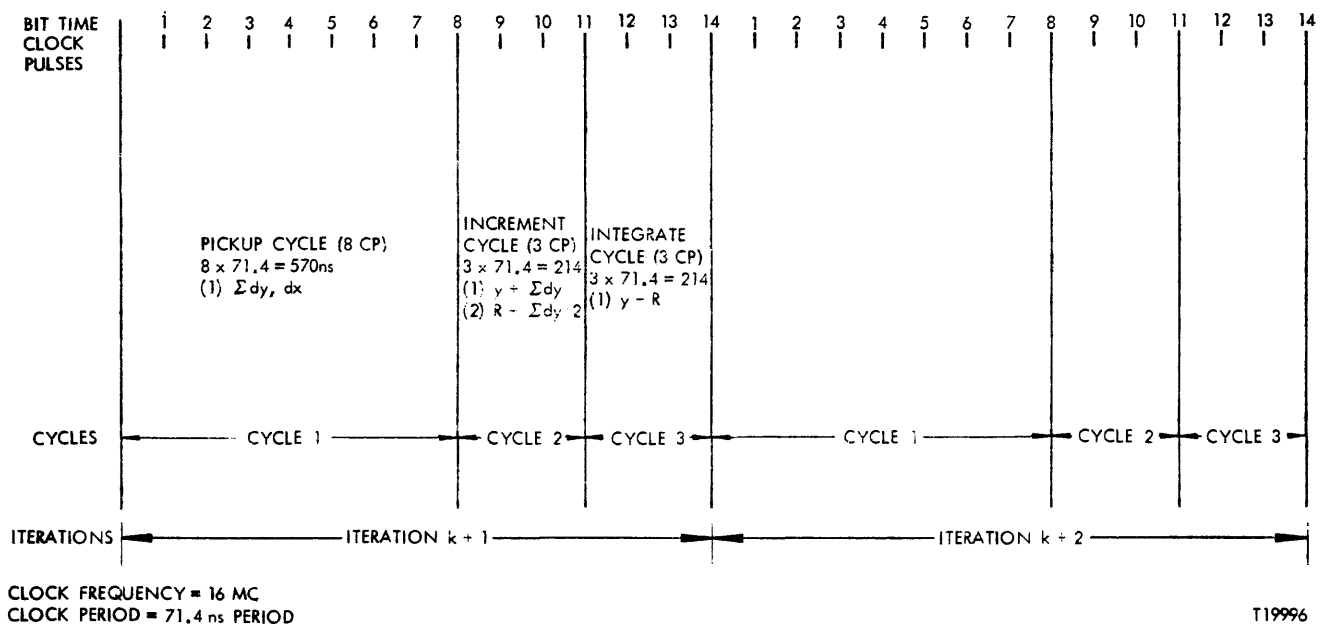 BIT TIME CLOCK PULSES
1 2 3 4 5 6 7 8 9 10 11 12 13 14 1 2 3 4 5 6 7 8 9 10 11 12 13 14
PICKUP CYCLE (8 CP)
8 x 71.4 = 570ns
(1) Σdy, dx
INCREMENT
CYCLE (3 CP)
3 x 71.4 = 214
(1) y + Σdy
(2) R - Σdy 2
INTEGRATE
CYCLE (3 CP)
3 x 71.4 = 214
(1) y - R
CYCLES CYCLE 1 CYCLE 2 CYCLE 3 CYCLE 1 CYCLE 2 CYCLE 3
ITERATIONS ITERATION k + 1 ITERATION k + 2
CLOCK FREQUENCY = 16 MC
CLOCK PERIOD = 71.4 ns PERIOD
T19996